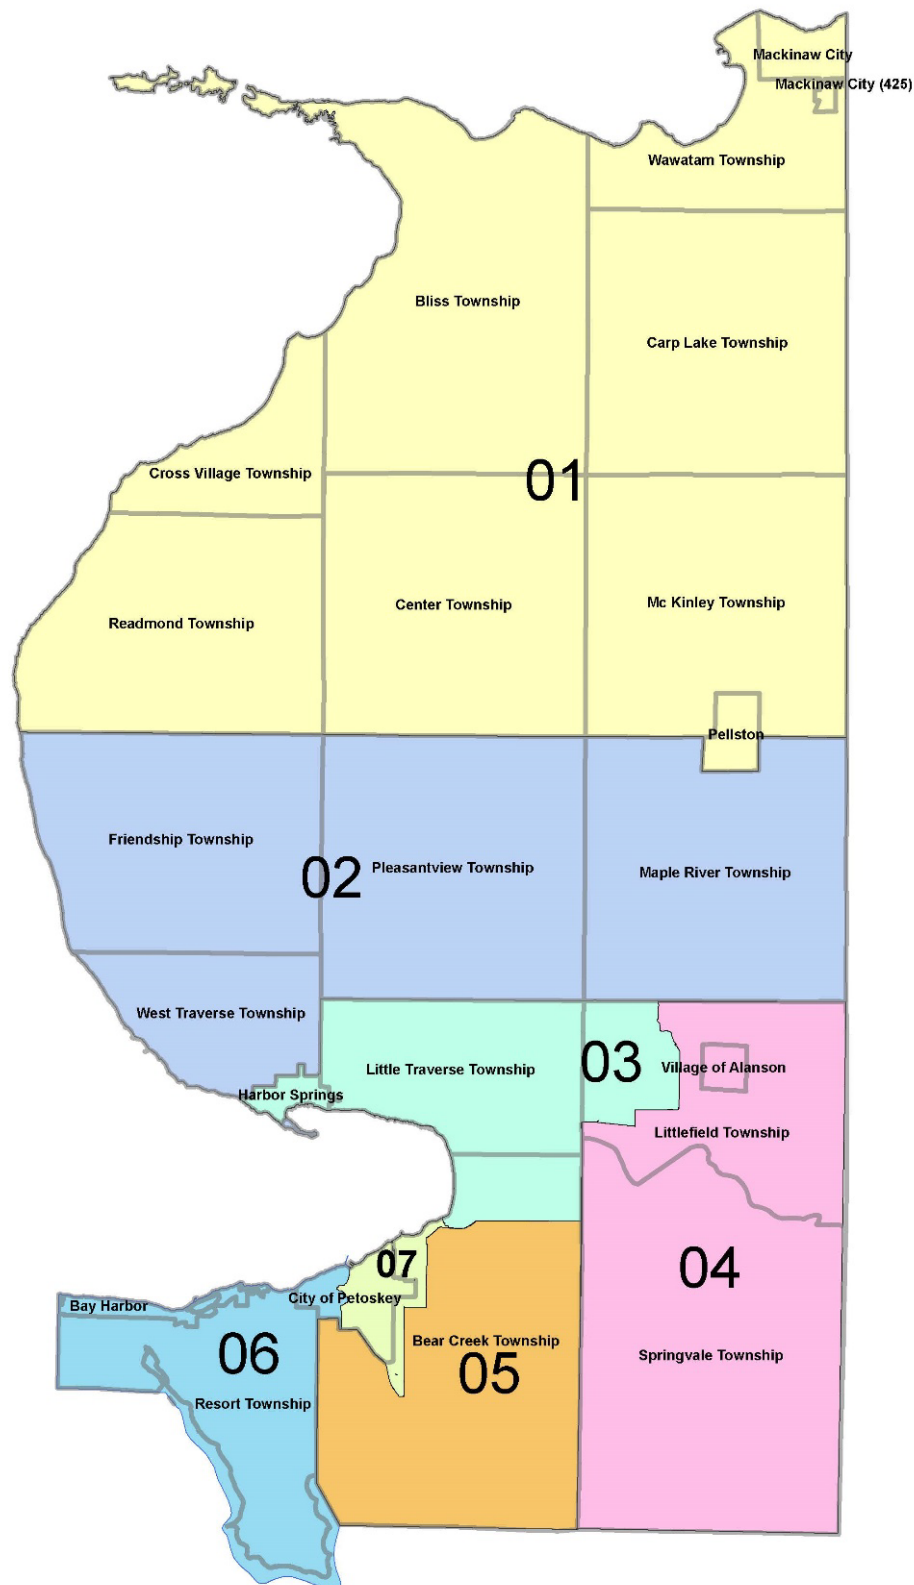 Mackinaw City
Mackinaw City (425)
Wawatam Township
Bliss Township
Carp Lake Township
Cross Village Township
01
Center Township
Mc Kinley Township
Readmond Township
Pellston
Friendship Township
02
Pleasantview Township
Maple River Township
West Traverse Township
03
Little Traverse Township
Village of Alanson
Harbor Springs
Littlefield Township
07
04
City of Petoskey
Bay Harbor
Bear Creek Township
06
Springvale Township
05
Resort Township